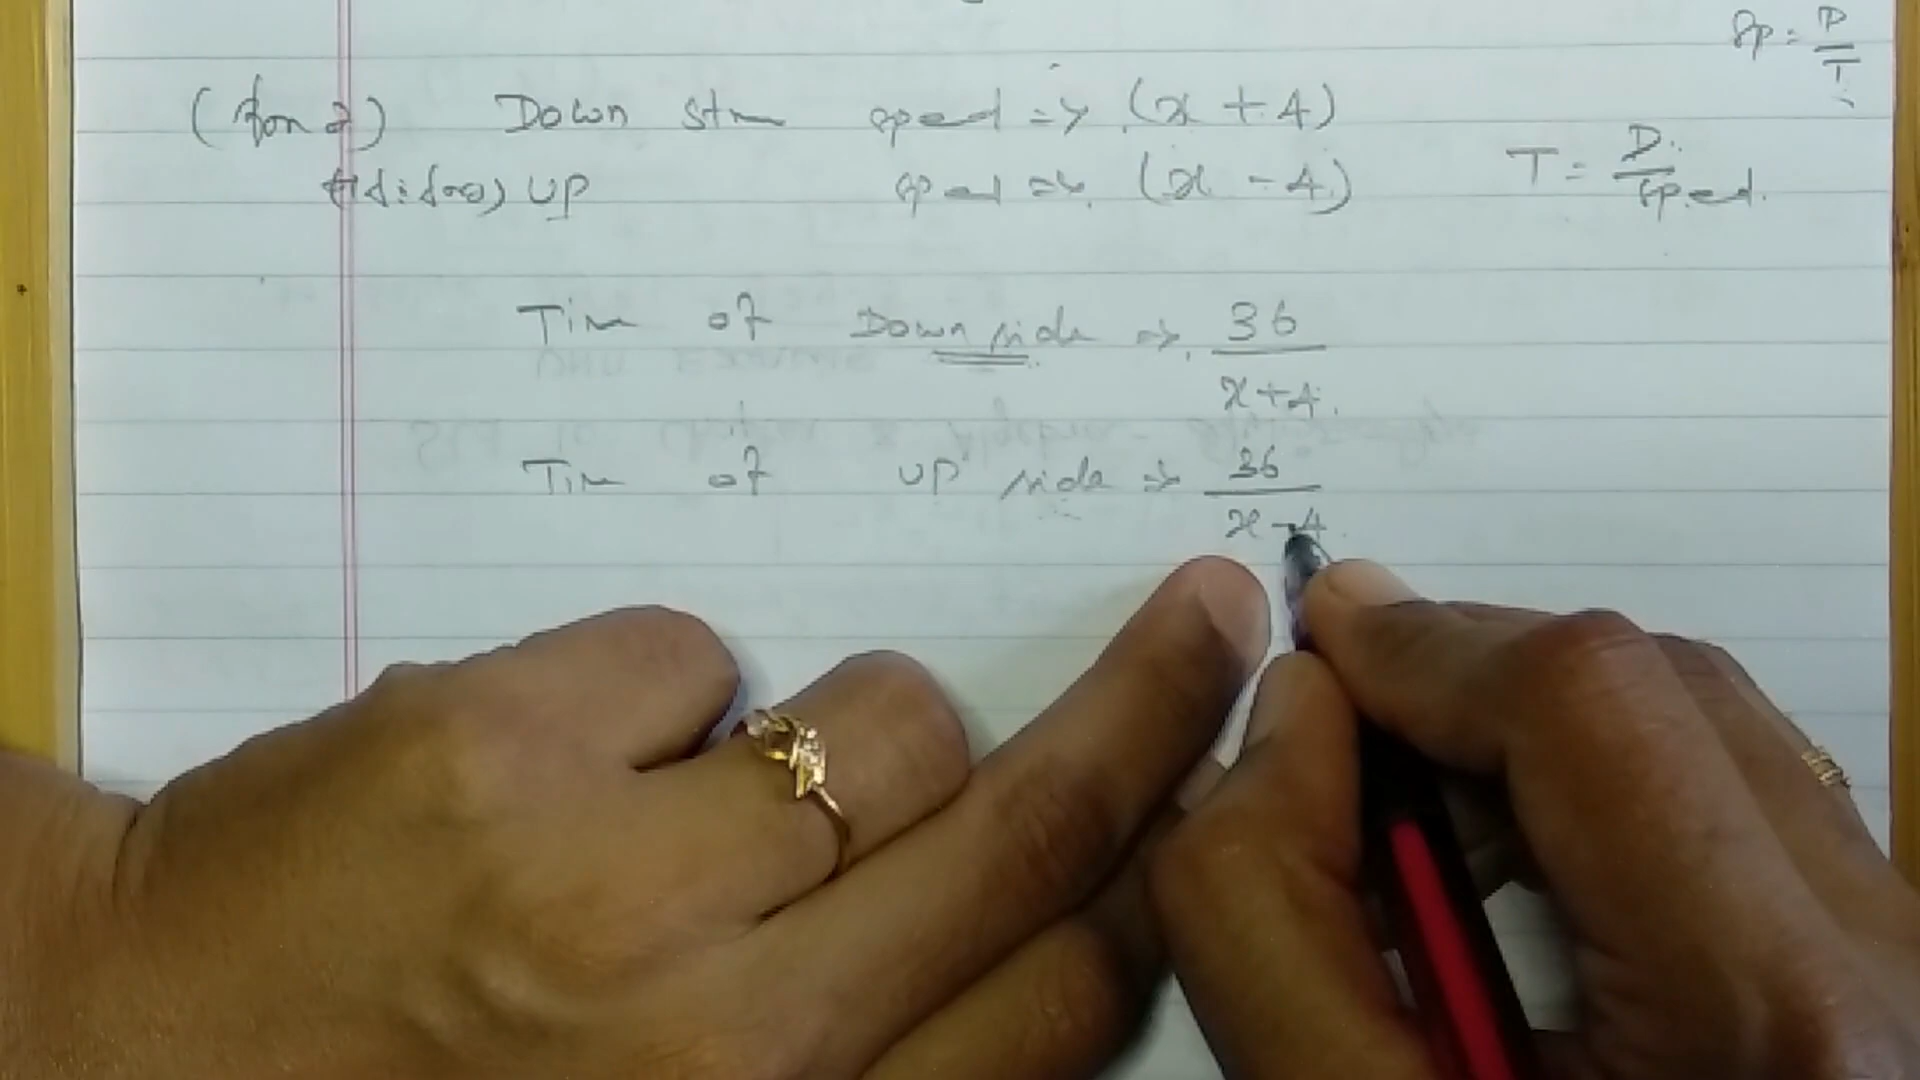 Sp = D/T
Down stm speed => (x + 4)
UP speed => (x - 4)
T = D/Speed
Time of Down side => 36/x+4
Time of UP side => 36/x-4